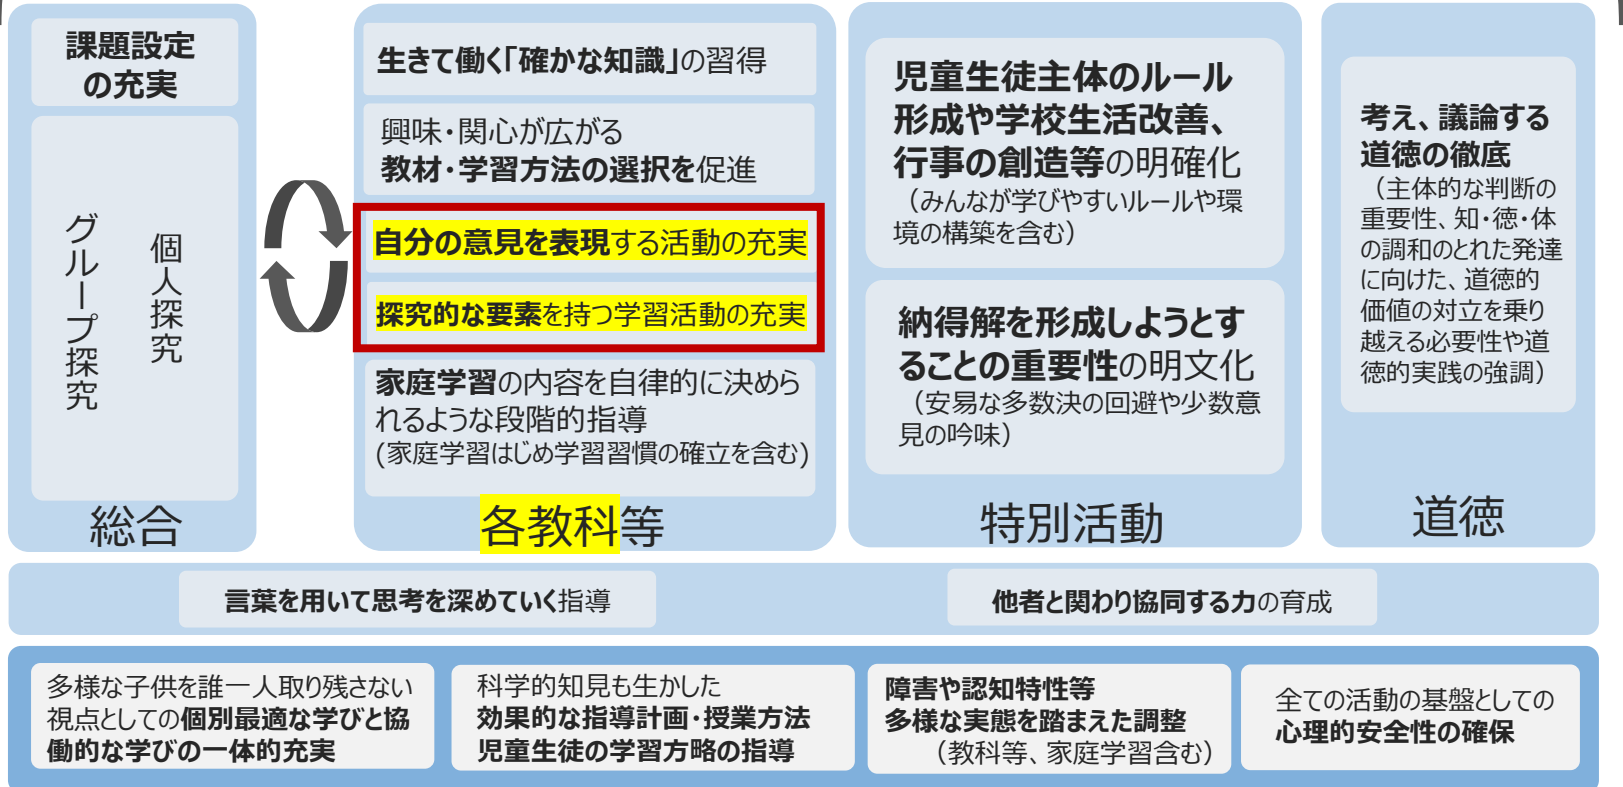 課題設定
の充実
グループ探究
個人探究
総合
生きて働く「確かな知識」の習得
興味・関心が広がる
教材・学習方法の選択を促進
自分の意見を表現する活動の充実
探究的な要素を持つ学習活動の充実
家庭学習の内容を自律的に決めら
れるような段階的指導
(家庭学習はじめ学習習慣の確立を含む)
各教科等
児童生徒主体のルール
形成や学校生活改善、
行事の創造等の明確化
（みんなが学びやすいルールや環
境の構築を含む）
納得解を形成しようとす
ることの重要性の明文化
（安易な多数決の回避や少数意
見の吟味）
特別活動
考え、議論する
道徳の徹底
（主体的な判断の
重要性、知・徳・体
の調和のとれた発達
に向けた、道徳的
価値の対立を乗り
越える必要性や道
徳的実践の強調）
道徳
言葉を用いて思考を深めていく指導
他者と関わり協同する力の育成
多様な子供を誰一人取り残さない
視点としての個別最適な学びと協
働的な学びの一体的充実
科学的知見も生かした
効果的な指導計画・授業方法
児童生徒の学習方略の指導
障害や認知特性等
多様な実態を踏まえた調整
（教科等、家庭学習含む）
全ての活動の基盤としての
心理的安全性の確保